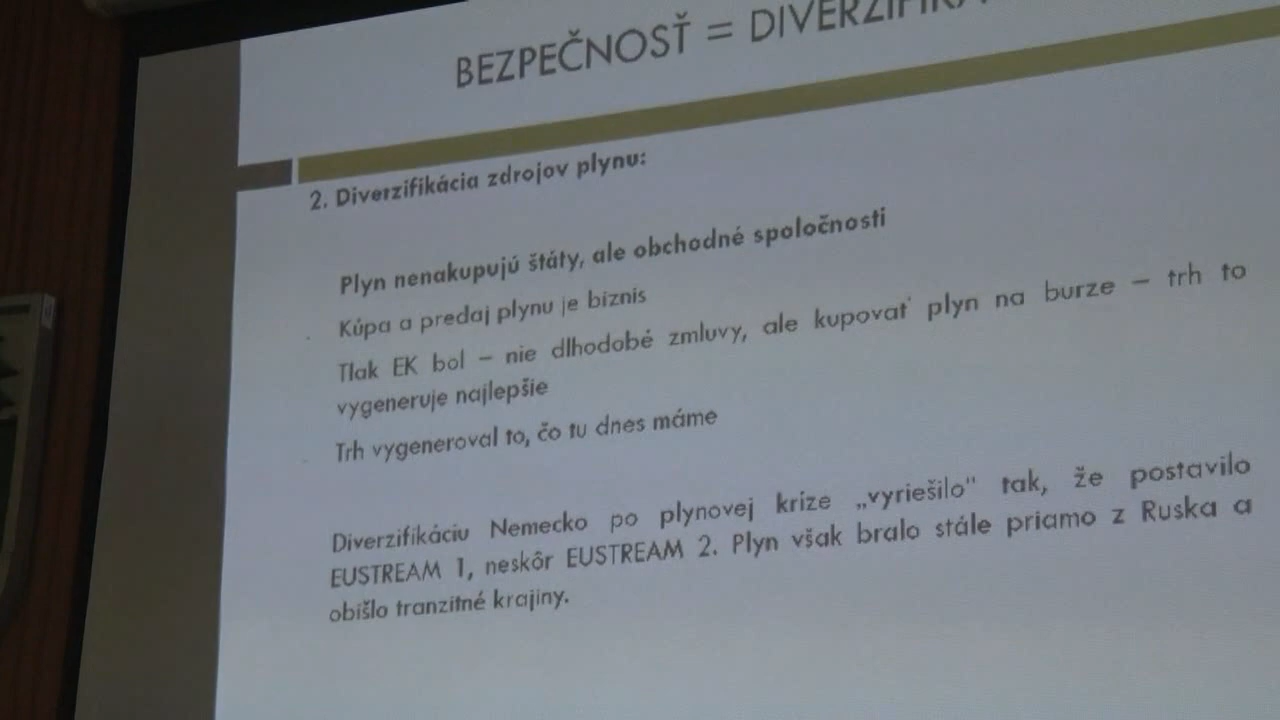 BEZPEČNOSŤ =
2. Diverzifikácia zdrojov plynu:
Plyn nenakupujú štáty, ale obchodné spoločnosti
Kúpa a predaj plynu je biznis
Tlak EK bol – nie dlhodobé zmluvy, ale kupovať plyn na burze – trh to
vygeneruje najlepšie
Trh vygeneroval to, čo tu dnes máme
Diverzifikáciu Nemecko po plynovej kríze „vyriešilo" tak, že postavilo
EUSTREAM 1, neskôr EUSTREAM 2. Plyn však bralo stále priamo z Ruska a
obišlo tranzitné krajiny.